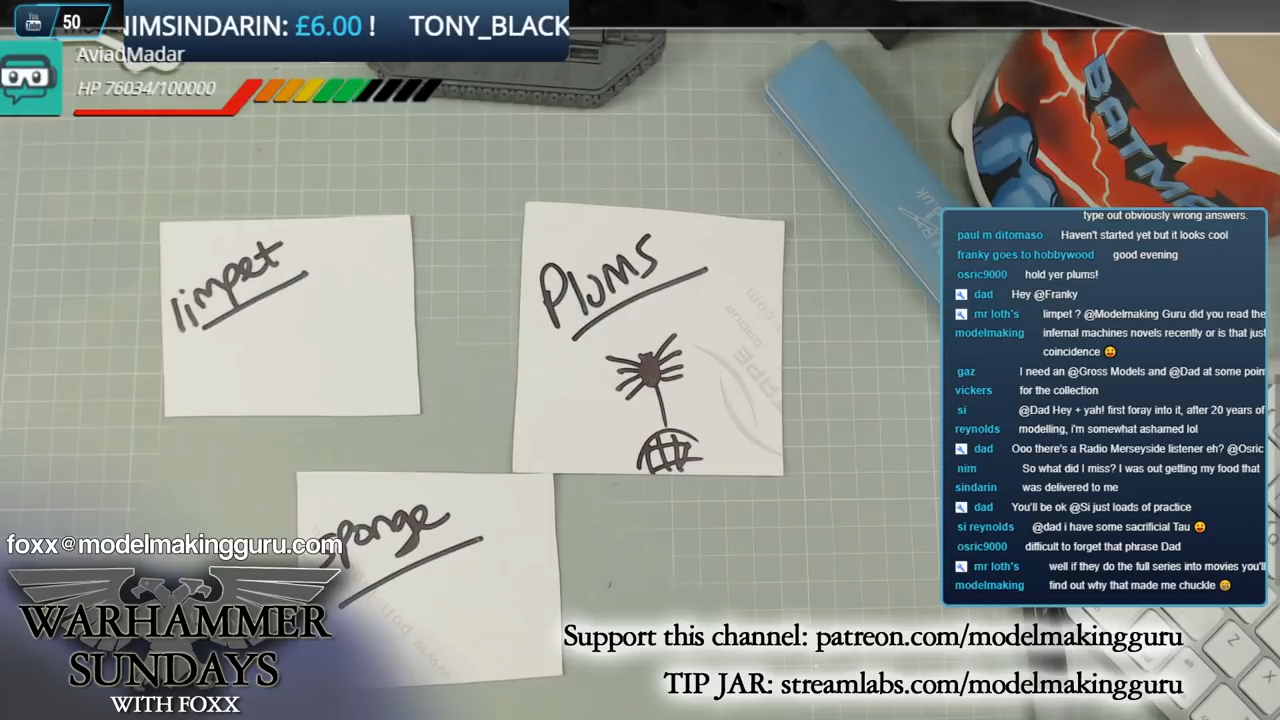 50
NIMSINDARIN: £6.00 !
TONY_BLACK
AviadMadar
HP 76034/100000
BATMAN
limpet
Plums
sponge
type out obviously wrong answers.
paul m ditomaso Haven't started yet but it looks cool
franky goes to hobbywood good evening
osric9000 hold yer plums!
dad Hey @Franky
mr loth's limpet ? @Modelmaking Guru did you read the
modelmaking infernal machines novels recently or is that just
coincidence
gaz I need an @Gross Models and @Dad at some poin
vickers for the collection
si @Dad Hey + yah! first foray into it, after 20 years of
reynolds modelling, i'm somewhat ashamed lol
dad Ooo there's a Radio Merseyside listener eh? @Osric
nim So what did I miss? I was out getting my food that
sindarin was delivered to me
dad You'll be ok @Si just loads of practice
si reynolds @dad i have some sacrificial Tau
osric9000 difficult to forget that phrase Dad
mr loth's well if they do the full series into movies you'll
modelmaking find out why that made me chuckle
foxx@modelmakingguru.com
WARHAMMER
SUNDAYS
WITH FOXX
Support this channel: patreon.com/modelmakingguru
TIP JAR: streamlabs.com/modelmakingguru